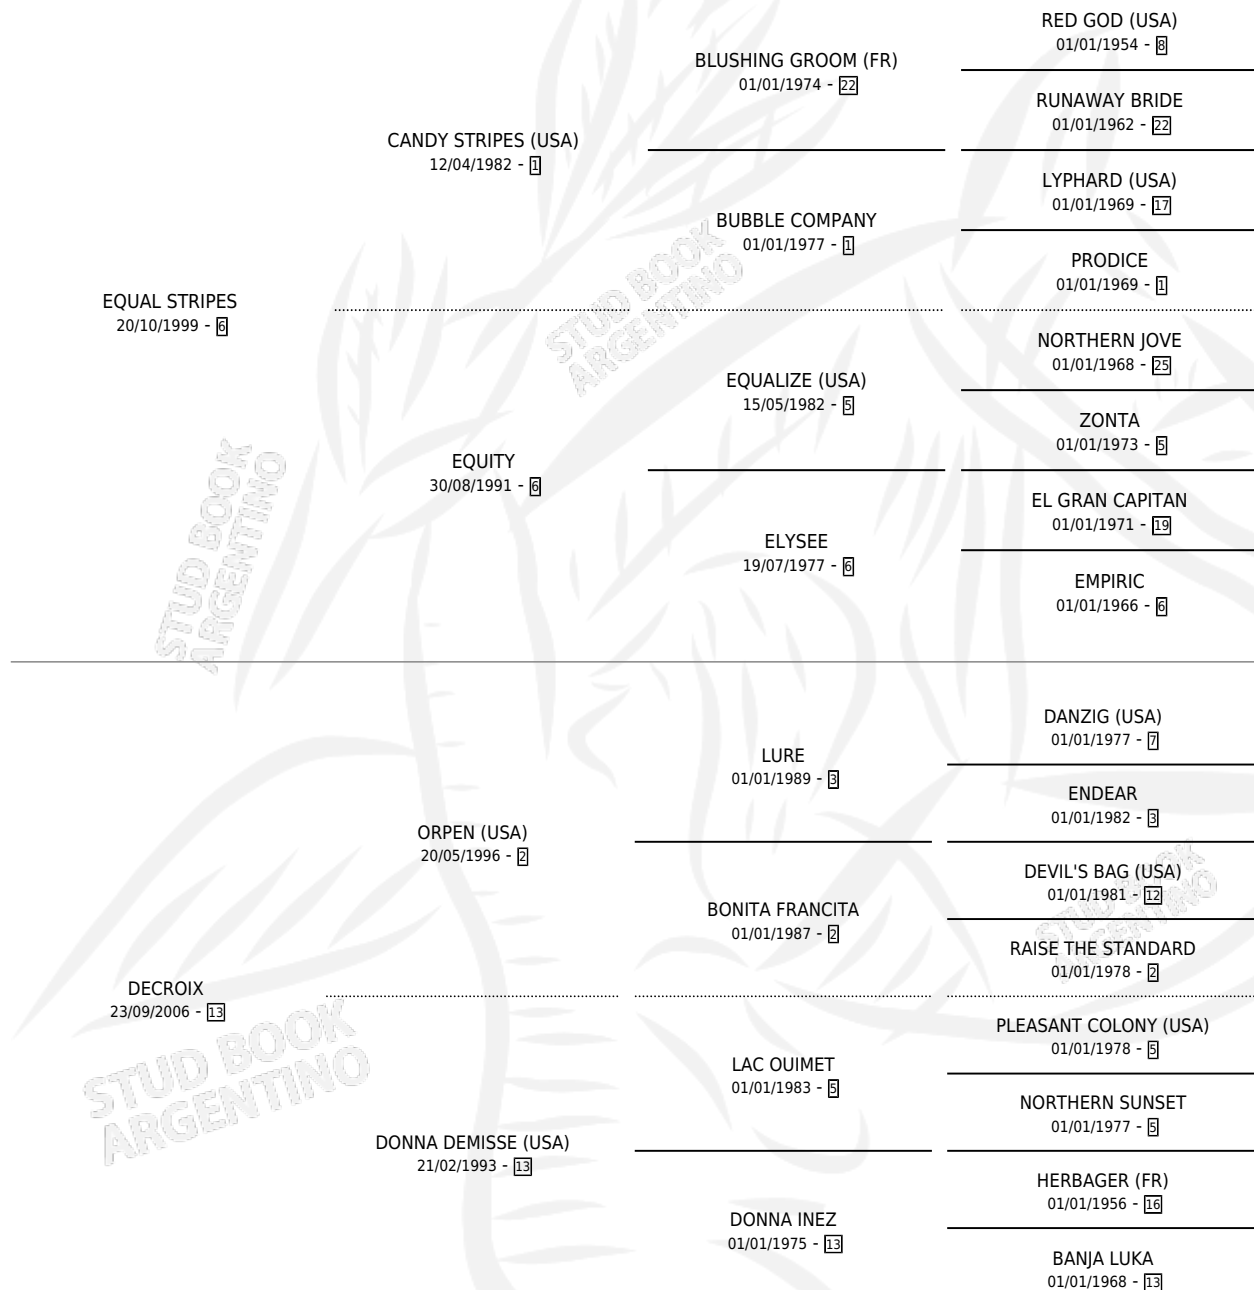 RED GOD (USA)
01/01/1954 - 8
BLUSHING GROOM (FR)
01/01/1974 - 22
RUNAWAY BRIDE
01/01/1962 - 22
CANDY STRIPES (USA)
12/04/1982 - 1
LYPHARD (USA)
01/01/1969 - 17
BUBBLE COMPANY
01/01/1977 - 1
PRODICE
01/01/1969 - 1
EQUAL STRIPES
20/10/1999 - 6
NORTHERN JOVE
01/01/1968 - 25
EQUALIZE (USA)
15/05/1982 - 5
ZONTA
01/01/1973 - 5
EQUITY
30/08/1991 - 6
EL GRAN CAPITAN
01/01/1971 - 19
ELYSEE
19/07/1977 - 6
EMPIRIC
01/01/1966 - 6
STUD BOOK
ARGENTINO
STUD BOOK
ARGENTINO
DANZIG (USA)
01/01/1977 - 7
LURE
01/01/1989 - 3
ENDEAR
01/01/1982 - 3
ORPEN (USA)
20/05/1996 - 2
DEVIL'S BAG (USA)
01/01/1981 - 12
BONITA FRANCITA
01/01/1987 - 2
RAISE THE STANDARD
01/01/1978 - 2
STUD BOOK
ARGENTINO
DECROIX
23/09/2006 - 13
PLEASANT COLONY (USA)
01/01/1978 - 5
LAC OUIMET
01/01/1983 - 5
NORTHERN SUNSET
01/01/1977 - 5
STUD BOOK
ARGENTINO
DONNA DEMISSE (USA)
21/02/1993 - 13
HERBAGER (FR)
01/01/1956 - 16
DONNA INEZ
01/01/1975 - 13
BANJA LUKA
01/01/1968 - 13